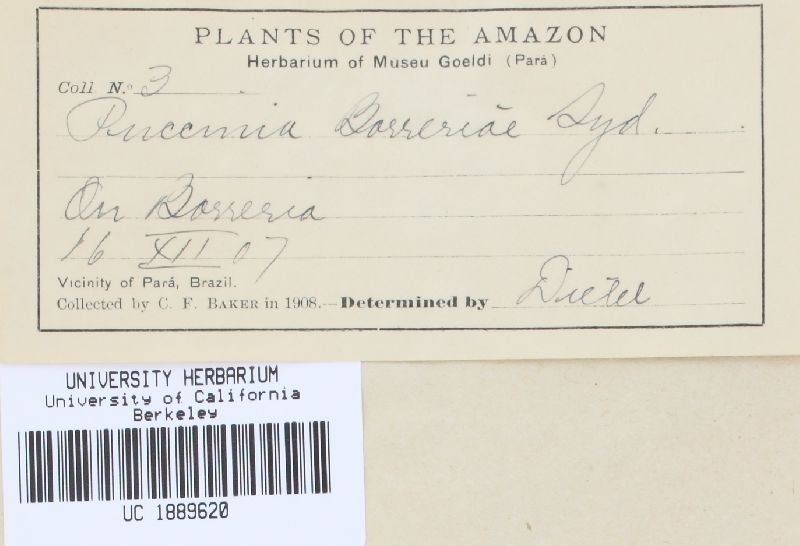 PLANTS OF THE AMAZON
Herbarium of Museu Goeldi (Pará)
Coll N.º 3
Puccinia Borreriae Syd.
On Borreria
16 XII 07
Vicinity of Pará, Brazil.
Collected by C. F. BAKER in 1908.—Determined by Dietel
UNIVERSITY HERBARIUM
University of California
Berkeley
UC 1889620